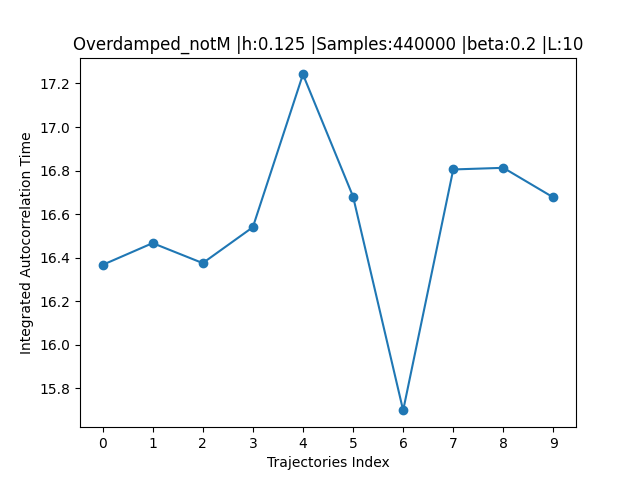 Overdamped_notM |h:0.125 |Samples:440000 |beta:0.2 |L:10
Integrated Autocorrelation Time
17.2
17.0
16.8
16.6
16.4
16.2
16.0
15.8
0 1 2 3 4 5 6 7 8 9
Trajectories Index